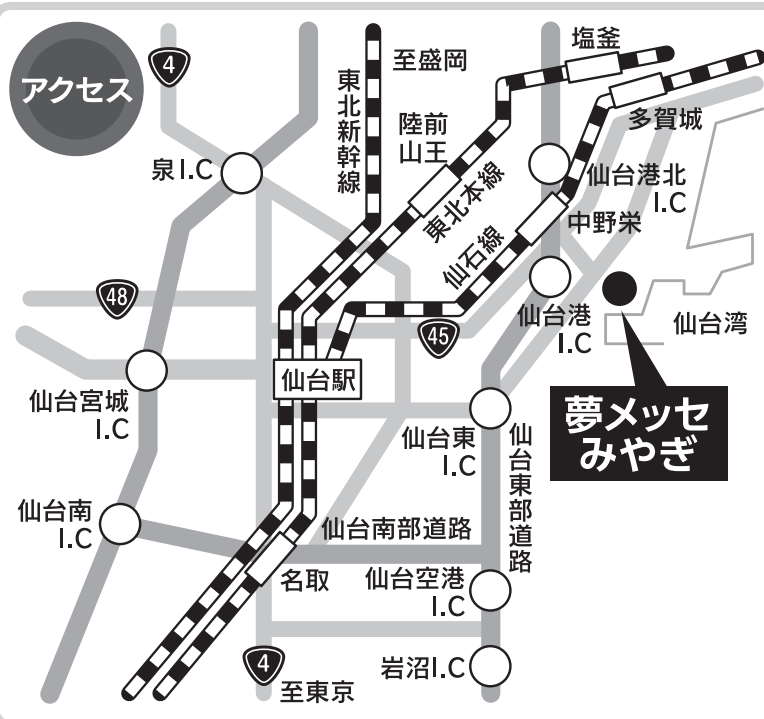 アクセス
4
至盛岡
東北新幹線
塩釜
陸前
山王
多賀城
泉I.C
東北本線
仙台港北
I.C
中野栄
仙石線
48
45
仙台港
I.C
仙台湾
仙台駅
夢メッセ
みやぎ
仙台宮城
I.C
仙台東
I.C
仙台東部道路
仙台南
I.C
仙台南部道路
名取
仙台空港
I.C
4
至東京
岩沼I.C